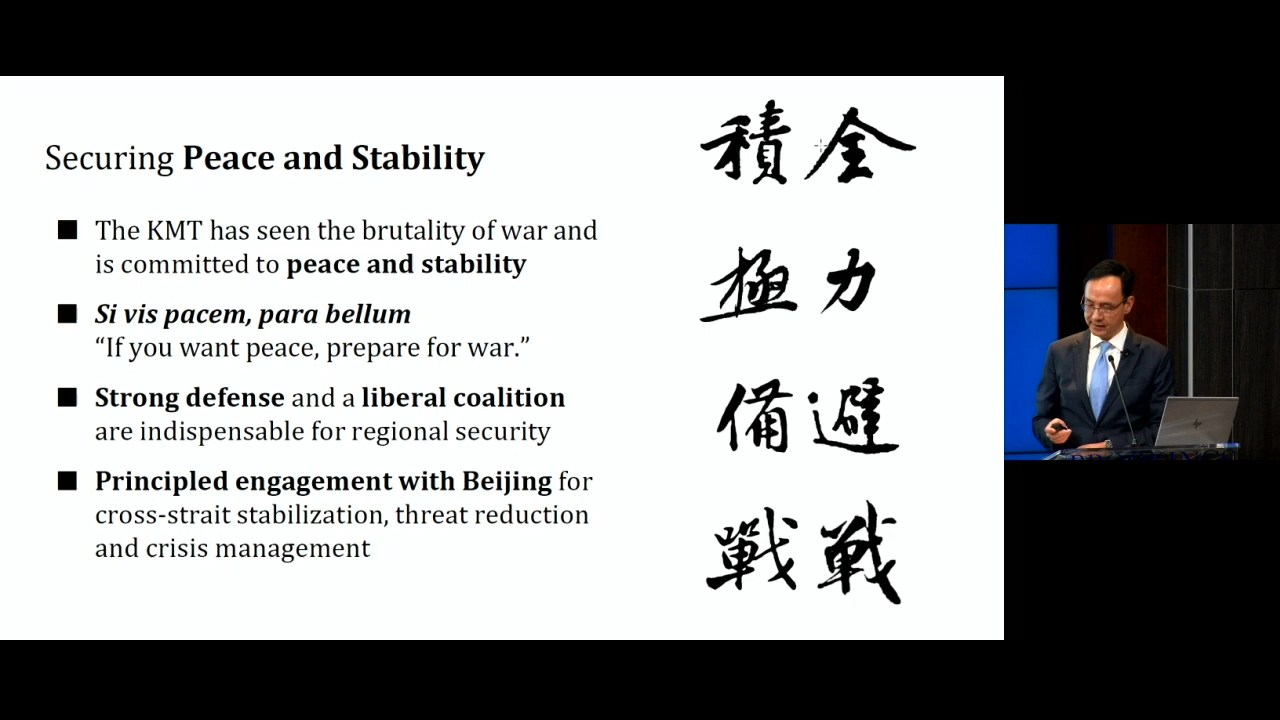 Securing Peace and Stability
■ The KMT has seen the brutality of war and
is committed to peace and stability
■ Si vis pacem, para bellum
“If you want peace, prepare for war.”
■ Strong defense and a liberal coalition
are indispensable for regional security
■ Principled engagement with Beijing for
cross-strait stabilization, threat reduction
and crisis management
全力避戰
積極備戰
hp
BROOKINGS